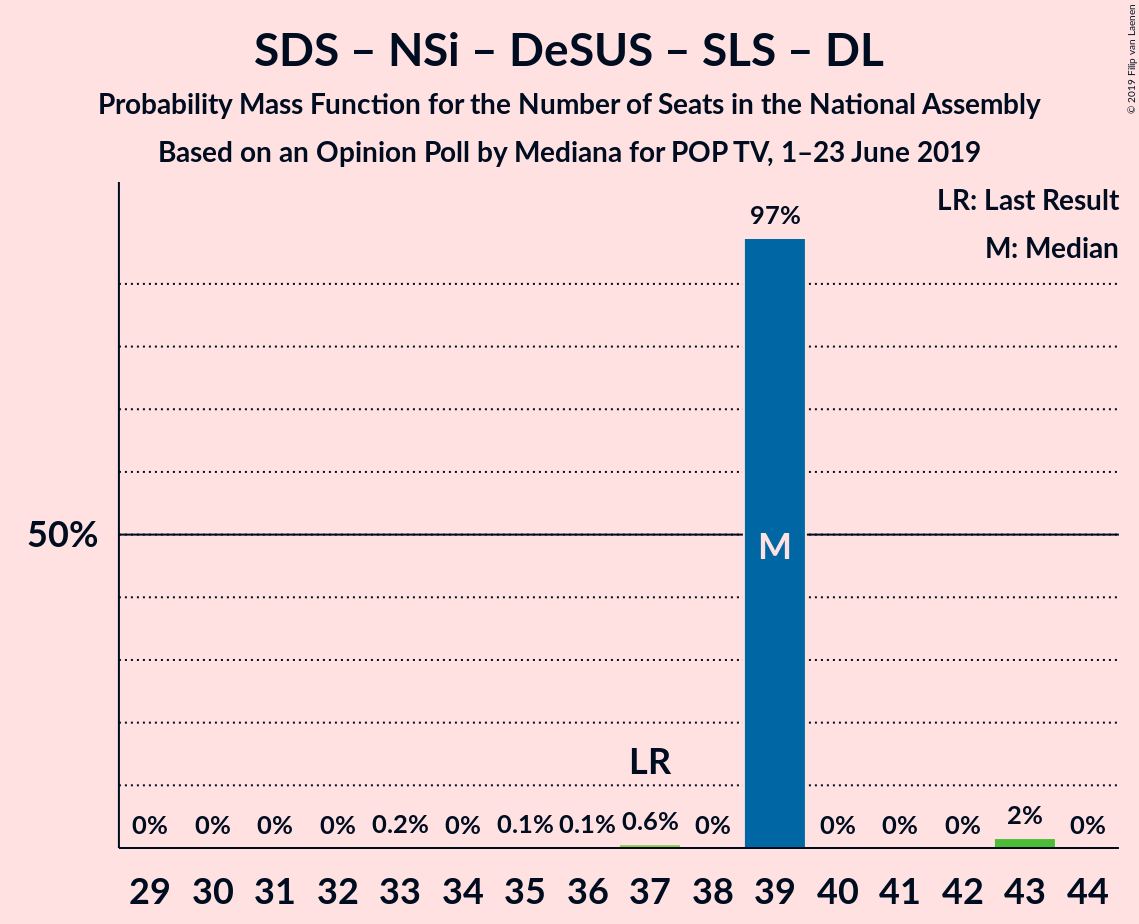 SDS – NSi – DeSUS – SLS – DL
Probability Mass Function for the Number of Seats in the National Assembly
Based on an Opinion Poll by Mediana for POP TV, 1–23 June 2019
© 2019 Filip van Laenen
LR: Last Result
M: Median
97%
50%
M
LR
0% 0% 0% 0% 0.2% 0% 0.1% 0.1% 0.6% 0% 0% 0% 0% 2% 0%
29 30 31 32 33 34 35 36 37 38 39 40 41 42 43 44